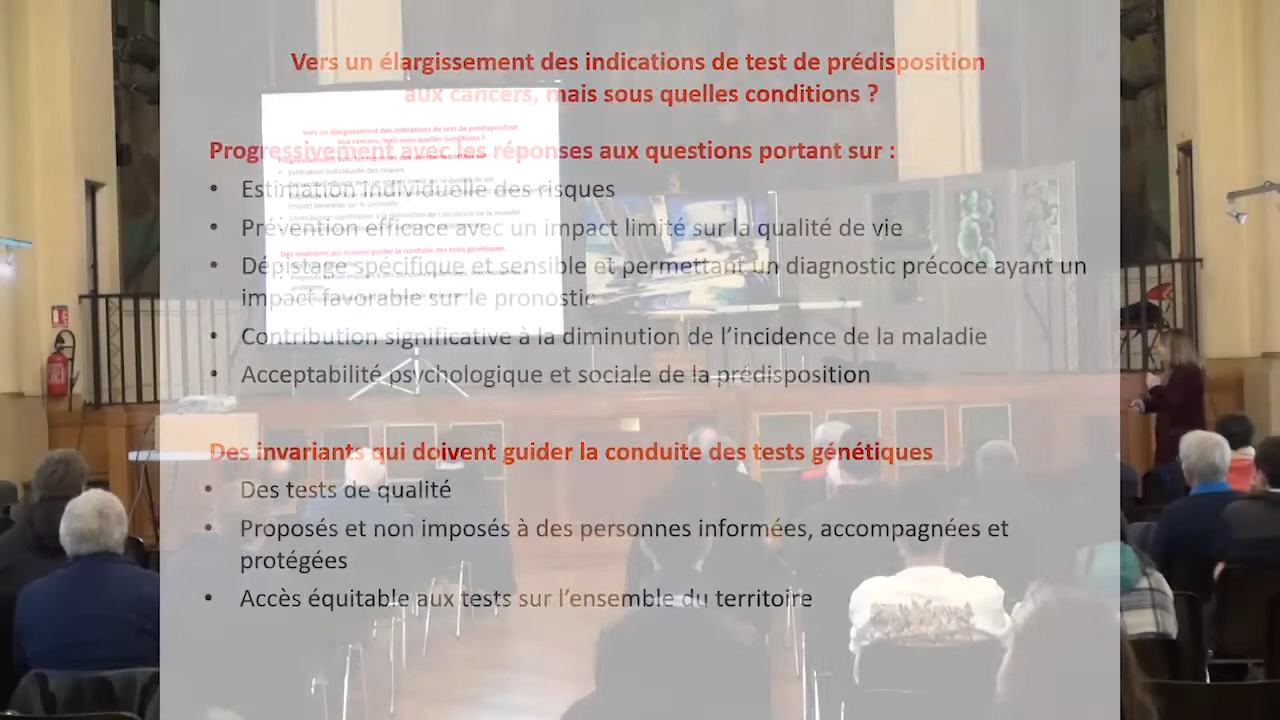 Vers un élargissement des indications de test de prédisposition
aux cancers, mais sous quelles conditions ?
Progressivement avec les réponses aux questions portant sur :
• Estimation individuelle des risques
• Prévention efficace avec un impact limité sur la qualité de vie
• Dépistage spécifique et sensible et permettant un diagnostic précoce ayant un
impact favorable sur le pronostic
• Contribution significative à la diminution de l’incidence de la maladie
• Acceptabilité psychologique et sociale de la prédisposition
Des invariants qui doivent guider la conduite des tests génétiques
• Des tests de qualité
• Proposés et non imposés à des personnes informées, accompagnées et
protégées
• Accès équitable aux tests sur l’ensemble du territoire